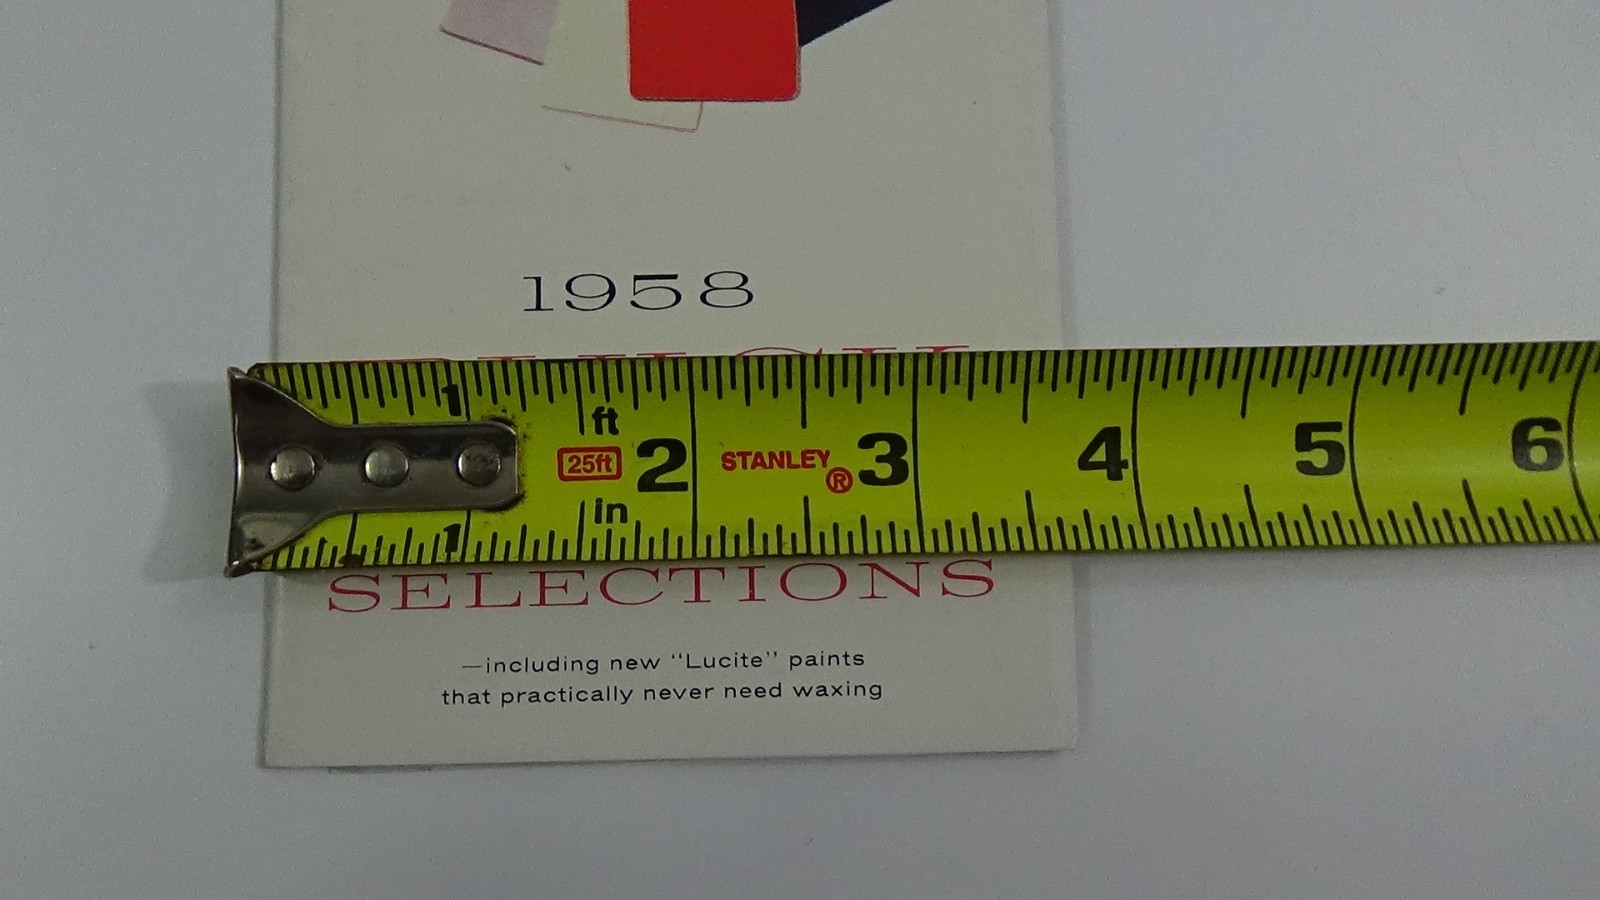 1958
SELECTIONS
—including new "Lucite" paints
that practically never need waxing
1 ft
25ft 2 STANLEY ® 3 4 5 6
in
1